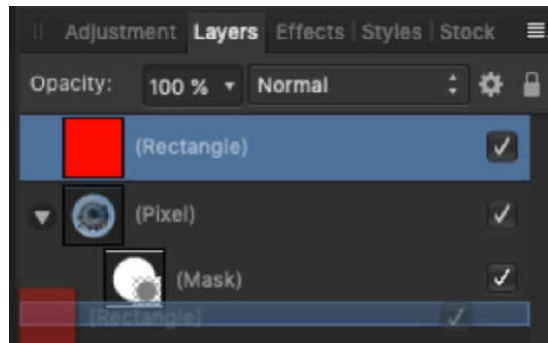 Adjustment Layers Effects Styles Stock
Opacity: 100 % Normal
(Rectangle)
(Pixel)
(Mask)
(Rectangle)